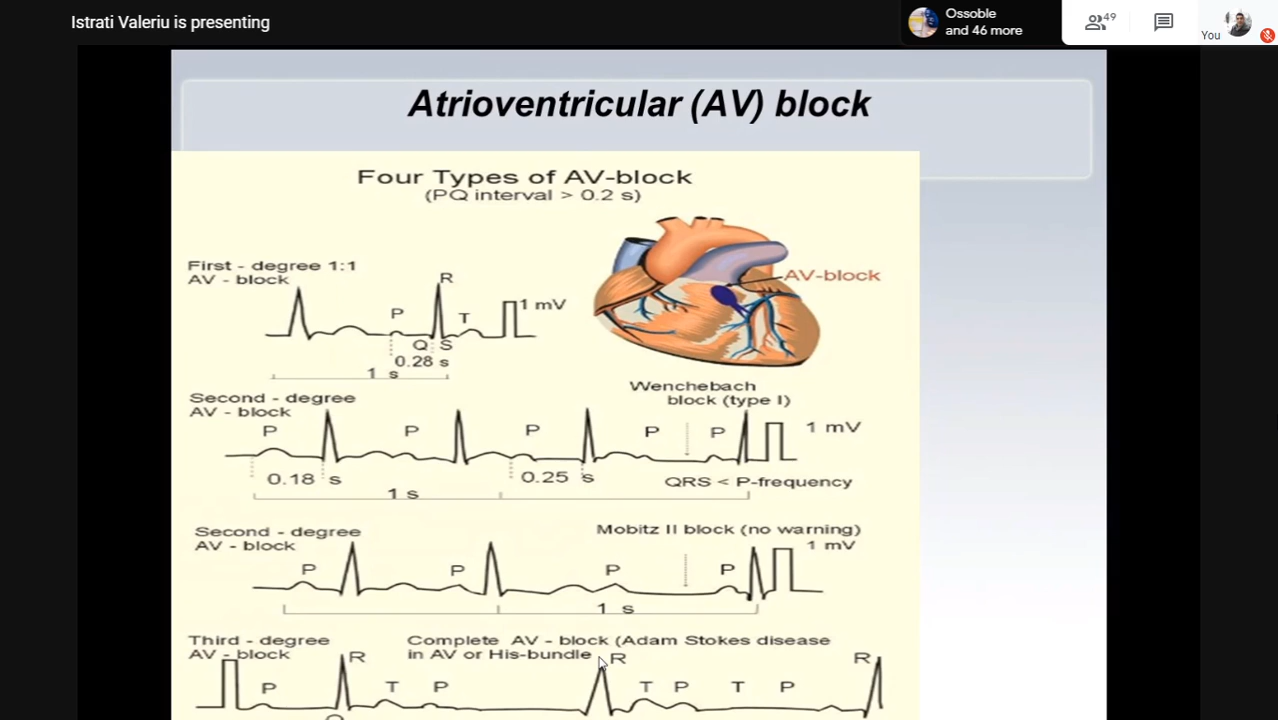 Istrati Valeriu is presenting
Ossoble
and 46 more
49
You
Atrioventricular (AV) block
Four Types of AV-block
(PQ interval > 0.2 s)
First - degree 1:1
AV - block
R
P
T
1 mV
Q S
0.28 s
1 s
AV-block
Second - degree
AV - block
Wenchebach
block (type I)
P P P P P
1 mV
0.18 s
0.25 s
QRS < P-frequency
1 s
Second - degree
AV - block
Mobitz II block (no warning)
1 mV
P P P P
1 s
Third - degree
AV - block
Complete AV - block (Adam Stokes disease
in AV or His-bundle
R R R
P T P T P T P